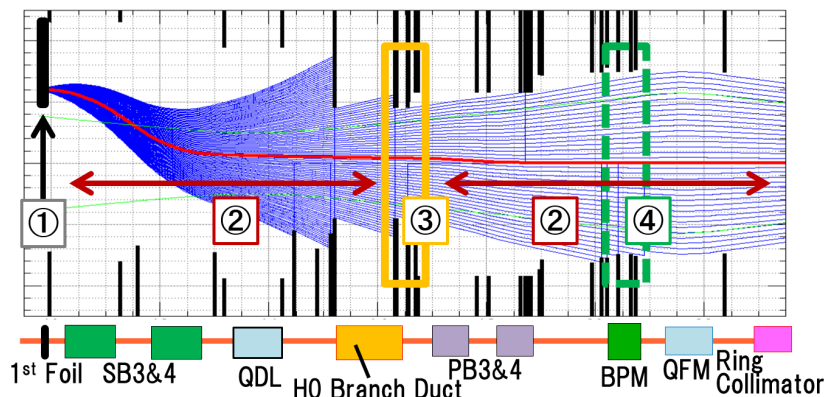 ①
②
③
②
④
1st Foil
SB3&4
QDL
H0 Branch Duct
PB3&4
BPM
QFM
Ring
Collimator